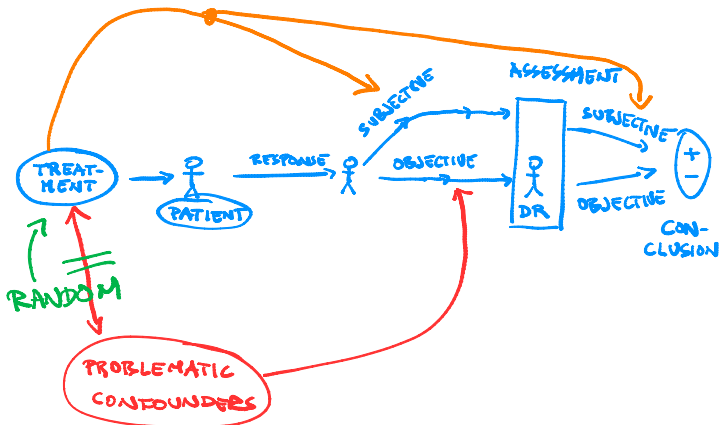 ASSESSMENT
SUBJECTIVE
SUBJECTIVE
TREAT-
MENT
RESPONSE
OBJECTIVE
+
-
PATIENT
DR
OBJECTIVE
CON-
CLUSION
RANDOM
PROBLEMATIC
CONFOUNDERS